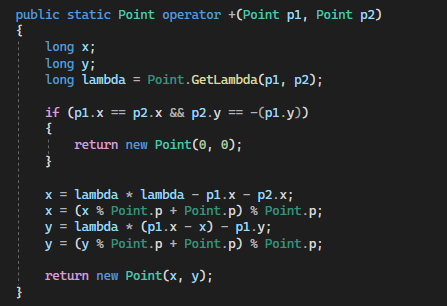 public static Point operator +(Point p1, Point p2)
{
    long x;
    long y;
    long lambda = Point.GetLambda(p1, p2);

    if (p1.x == p2.x && p2.y == -(p1.y))
    {
        return new Point(0, 0);
    }

    x = lambda * lambda - p1.x - p2.x;
    x = (x % Point.p + Point.p) % Point.p;
    y = lambda * (p1.x - x) - p1.y;
    y = (y % Point.p + Point.p) % Point.p;

    return new Point(x, y);
}